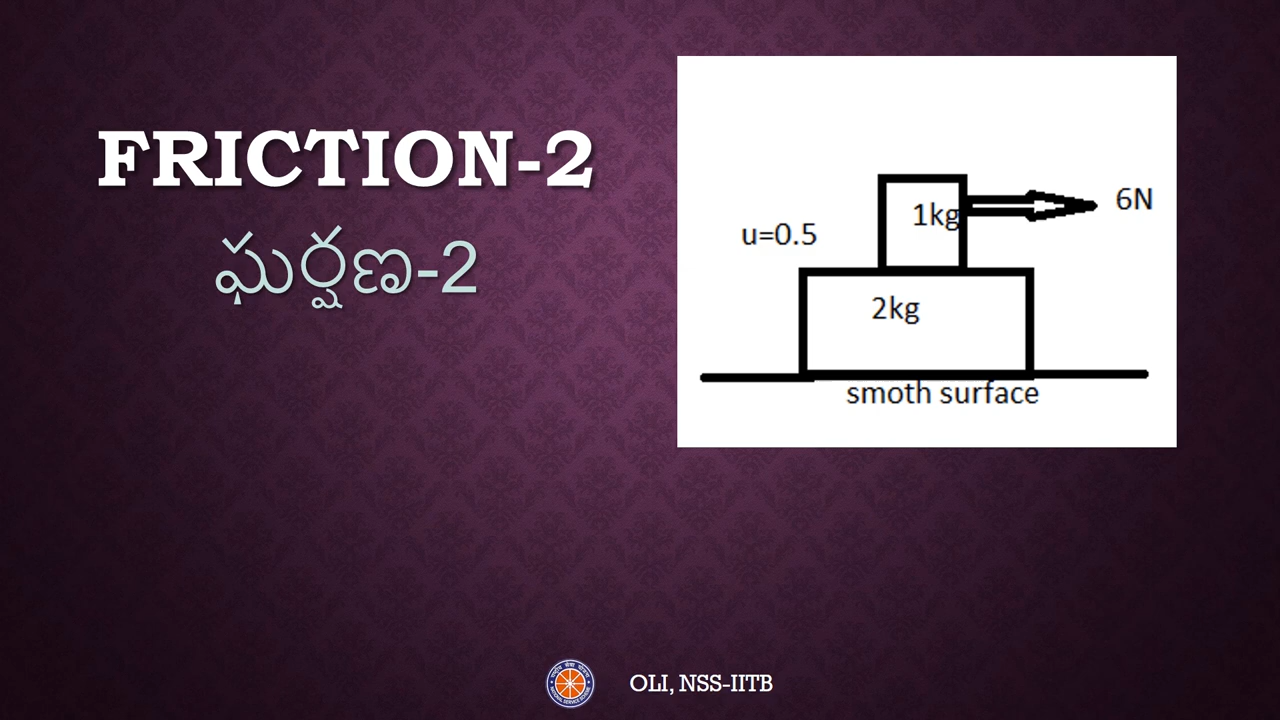 FRICTION-2
ఘర్షణ-2
u=0.5
1kg
6N
2kg
smoth surface
OLI, NSS-IITB